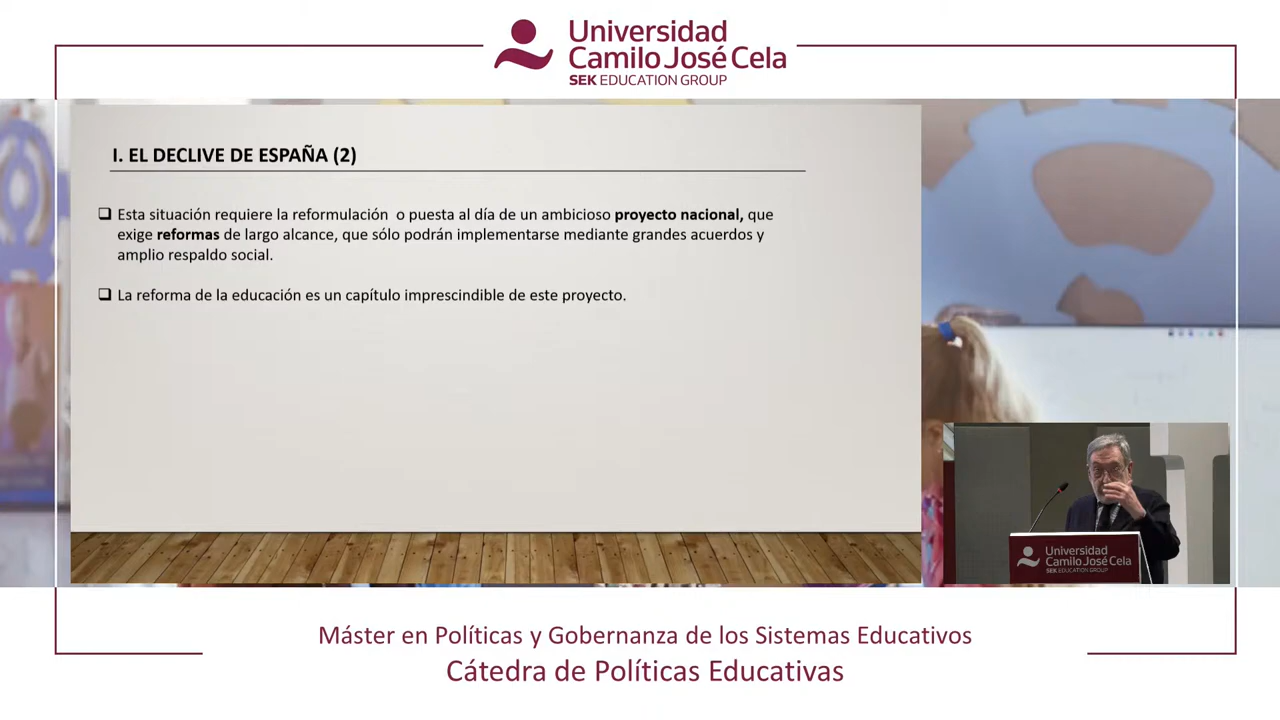 Universidad
Camilo José Cela
SEK EDUCATION GROUP
I. EL DECLIVE DE ESPAÑA (2)
Esta situación requiere la reformulación o puesta al día de un ambicioso proyecto nacional, que
exige reformas de largo alcance, que sólo podrán implementarse mediante grandes acuerdos y
amplio respaldo social.
La reforma de la educación es un capítulo imprescindible de este proyecto.
Universidad
Camilo José Cela
SEK EDUCATION GROUP
Máster en Políticas y Gobernanza de los Sistemas Educativos
Cátedra de Políticas Educativas